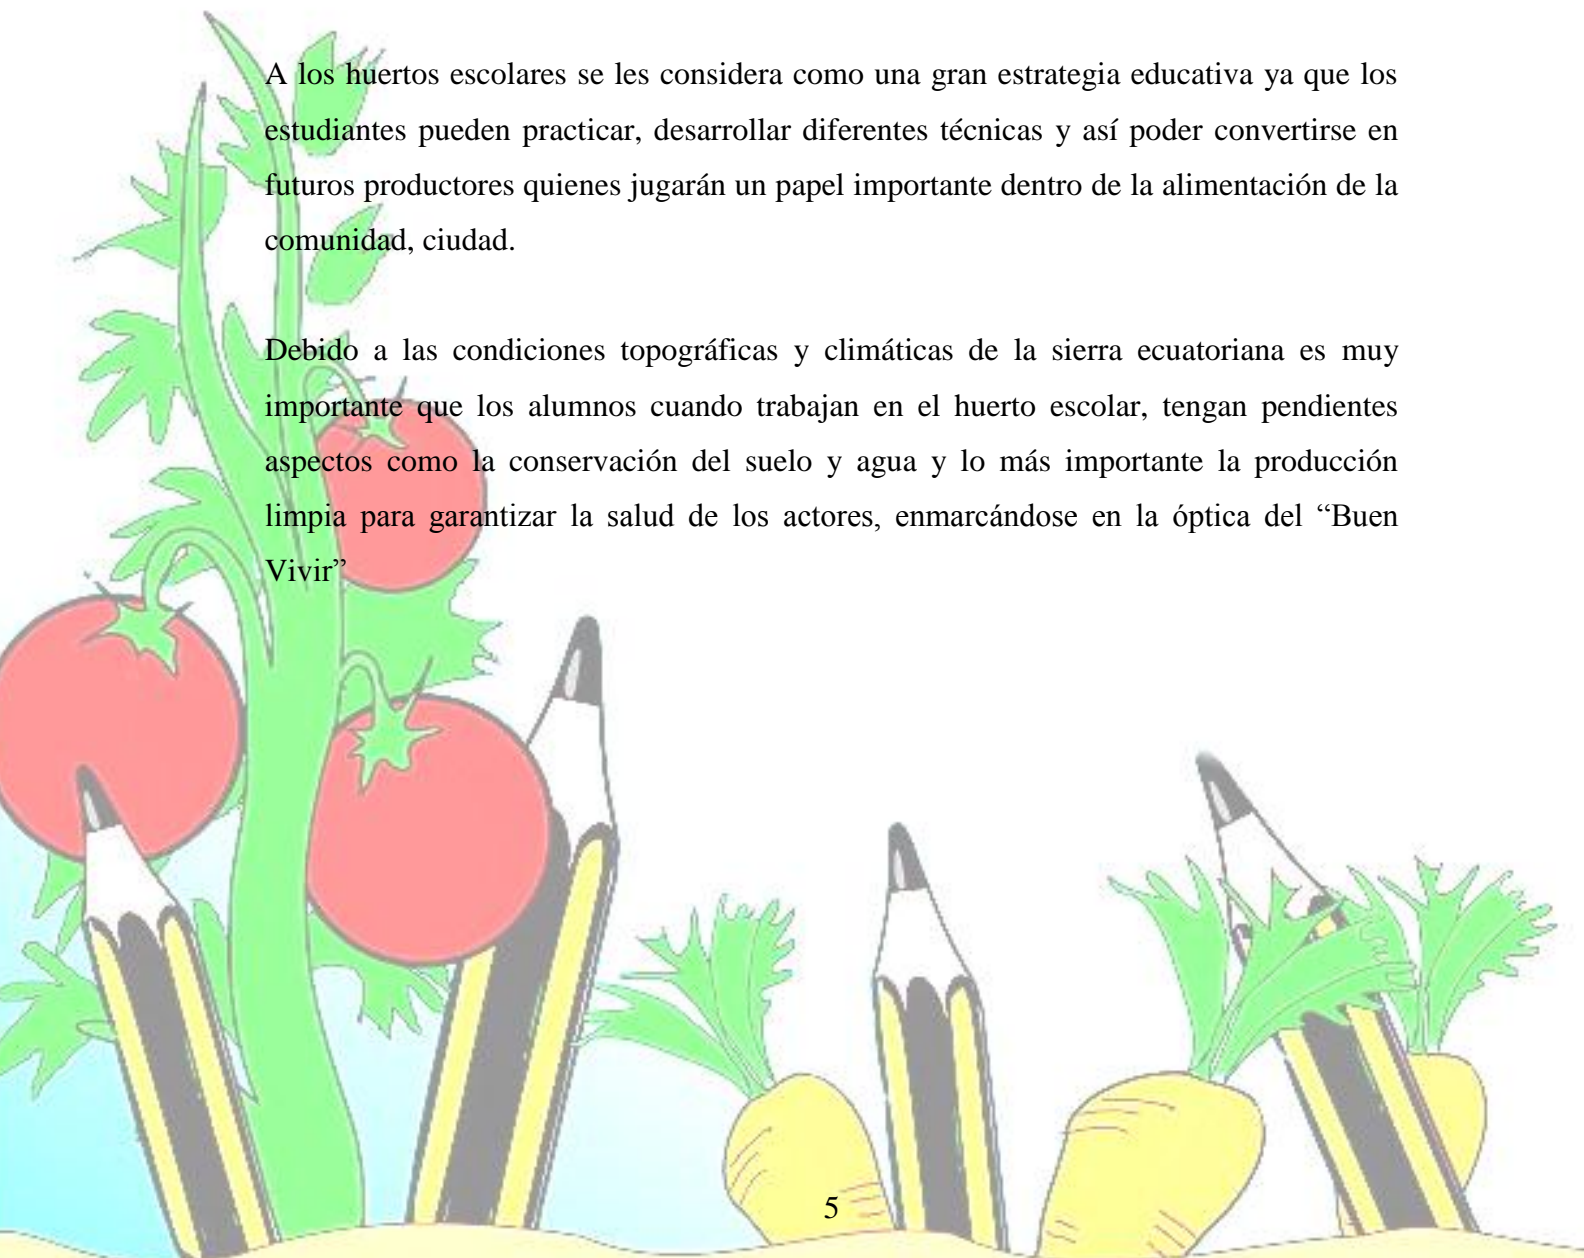 A los huertos escolares se les considera como una gran estrategia educativa ya que los
estudiantes pueden practicar, desarrollar diferentes técnicas y así poder convertirse en
futuros productores quienes jugarán un papel importante dentro de la alimentación de la
comunidad, ciudad.
Debido a las condiciones topográficas y climáticas de la sierra ecuatoriana es muy
importante que los alumnos cuando trabajan en el huerto escolar, tengan pendientes
aspectos como la conservación del suelo y agua y lo más importante la producción
limpia para garantizar la salud de los actores, enmarcándose en la óptica del “Buen
Vivir”
5